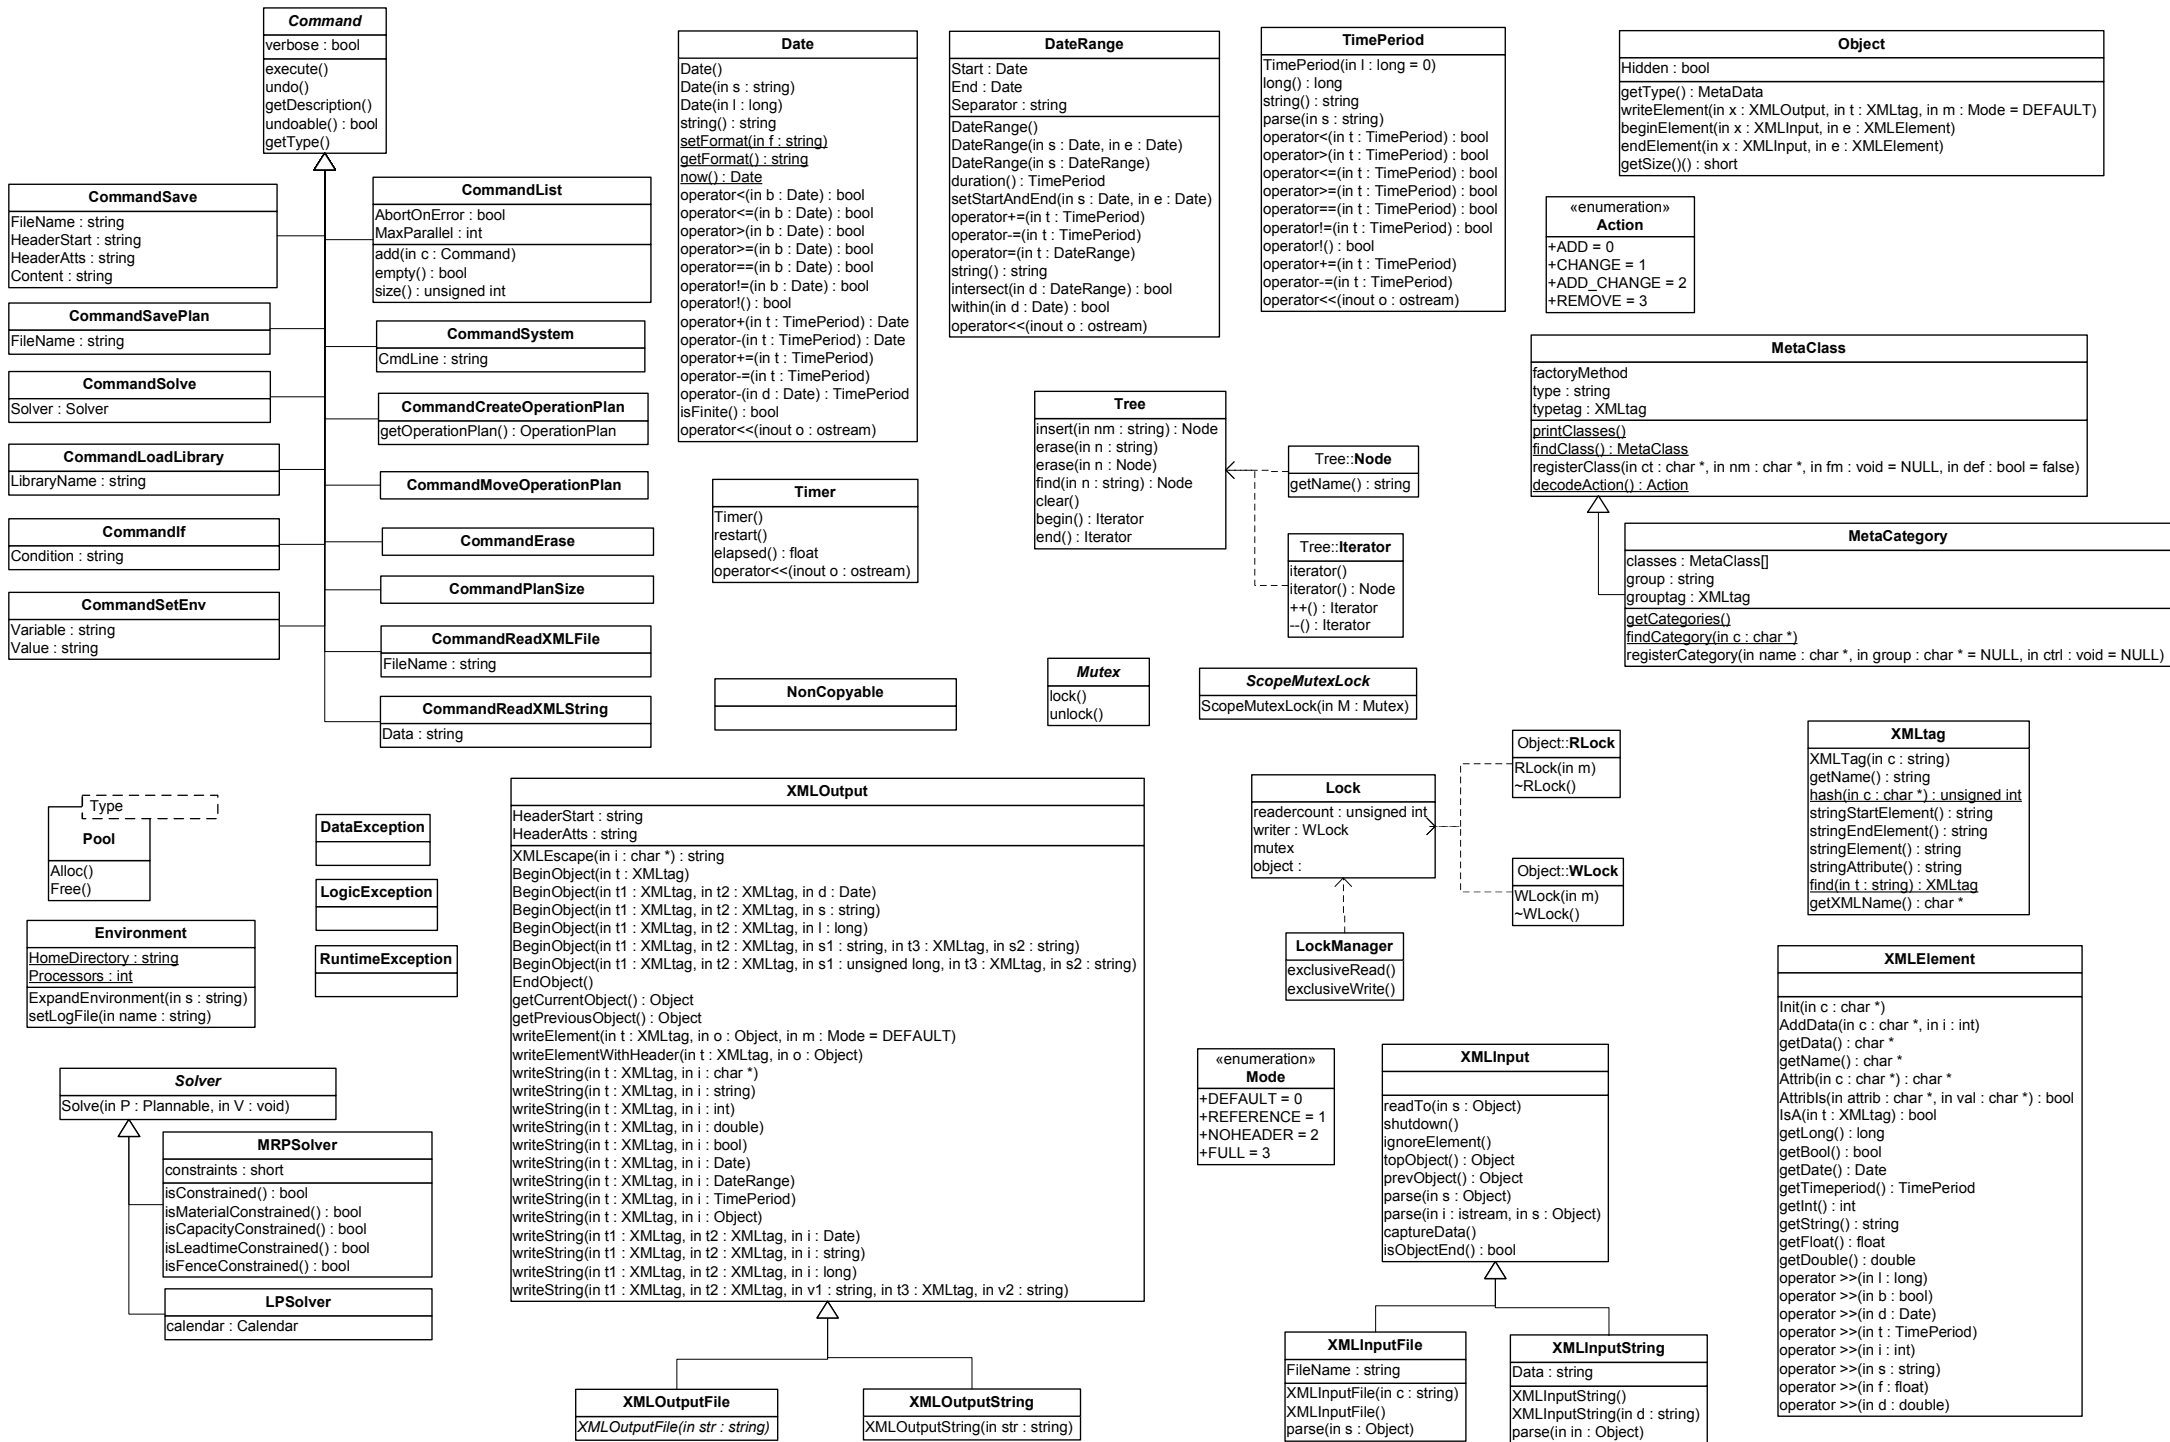 Command
verbose : bool
execute()
undo()
getDescription()
undoable() : bool
getType()
CommandSave
FileName : string
HeaderStart : string
HeaderAtts : string
Content : string
CommandSavePlan
FileName : string
CommandSolve
Solver : Solver
CommandLoadLibrary
LibraryName : string
CommandIf
Condition : string
CommandSetEnv
Variable : string
Value : string
CommandList
AbortOnError : bool
MaxParallel : int
add(in c : Command)
empty() : bool
size() : unsigned int
CommandSystem
CmdLine : string
CommandCreateOperationPlan
getOperationPlan() : OperationPlan
CommandMoveOperationPlan
CommandErase
CommandPlanSize
CommandReadXMLFile
FileName : string
CommandReadXMLString
Data : string
Date
Date()
Date(in s : string)
Date(in l : long)
string() : string
setFormat(in f : string)
getFormat() : string
now() : Date
operator<(in b : Date) : bool
operator<=(in b : Date) : bool
operator>(in b : Date) : bool
operator>=(in b : Date) : bool
operator==(in b : Date) : bool
operator!=(in b : Date) : bool
operator!() : bool
operator+(in t : TimePeriod) : Date
operator-(in t : TimePeriod) : Date
operator+=(in t : TimePeriod)
operator-=(in t : TimePeriod)
operator-(in d : Date) : TimePeriod
isFinite() : bool
operator<<(inout o : ostream)
DateRange
Start : Date
End : Date
Separator : string
DateRange()
DateRange(in s : Date, in e : Date)
DateRange(in s : DateRange)
duration() : TimePeriod
setStartAndEnd(in s : Date, in e : Date)
operator+=(in t : TimePeriod)
operator-=(in t : TimePeriod)
operator=(in t : DateRange)
string() : string
intersect(in d : DateRange) : bool
within(in d : Date) : bool
operator<<(inout o : ostream)
TimePeriod
TimePeriod(in l : long = 0)
long() : long
string() : string
parse(in s : string)
operator<(in t : TimePeriod) : bool
operator>(in t : TimePeriod) : bool
operator<=(in t : TimePeriod) : bool
operator>=(in t : TimePeriod) : bool
operator==(in t : TimePeriod) : bool
operator!=(in t : TimePeriod) : bool
operator!() : bool
operator+=(in t : TimePeriod)
operator-=(in t : TimePeriod)
operator<<(inout o : ostream)
Object
Hidden : bool
getType() : MetaData
writeElement(in x : XMLOutput, in t : XMLtag, in m : Mode = DEFAULT)
beginElement(in x : XMLInput, in e : XMLElement)
endElement(in x : XMLInput, in e : XMLElement)
getSize()() : short
«enumeration»
Action
+ADD = 0
+CHANGE = 1
+ADD_CHANGE = 2
+REMOVE = 3
MetaClass
factoryMethod
type : string
typetag : XMLtag
printClasses()
findClass() : MetaClass
registerClass(in ct : char *, in nm : char *, in fm : void = NULL, in def : bool = false)
decodeAction() : Action
MetaCategory
classes : MetaClass[]
group : string
grouptag : XMLtag
getCategories()
findCategory(in c : char *)
registerCategory(in name : char *, in group : char * = NULL, in ctrl : void = NULL)
Tree
insert(in nm : string) : Node
erase(in n : string)
erase(in n : Node)
find(in n : string) : Node
clear()
begin() : Iterator
end() : Iterator
Tree::Node
getName() : string
Tree::Iterator
iterator()
iterator() : Node
++() : Iterator
--() : Iterator
Timer
Timer()
restart()
elapsed() : float
operator<<(inout o : ostream)
NonCopyable
Mutex
lock()
unlock()
ScopeMutexLock
ScopeMutexLock(in M : Mutex)
Object::RLock
RLock(in m)
~RLock()
Lock
readercount : unsigned int
writer : WLock
mutex
object :
Object::WLock
WLock(in m)
~WLock()
LockManager
exclusiveRead()
exclusiveWrite()
XMLtag
XMLTag(in c : string)
getName() : string
hash(in c : char *) : unsigned int
stringStartElement() : string
stringEndElement() : string
stringElement() : string
stringAttribute() : string
find(in t : string) : XMLtag
getXMLName() : char *
Type
Pool
Alloc()
Free()
DataException
LogicException
RuntimeException
Environment
HomeDirectory : string
Processors : int
ExpandEnvironment(in s : string)
setLogFile(in name : string)
Solver
Solve(in P : Plannable, in V : void)
MRPSolver
constraints : short
isConstrained() : bool
isMaterialConstrained() : bool
isCapacityConstrained() : bool
isLeadtimeConstrained() : bool
isFenceConstrained() : bool
LPSolver
calendar : Calendar
XMLOutput
HeaderStart : string
HeaderAtts : string
XMLEscape(in i : char *) : string
BeginObject(in t : XMLtag)
BeginObject(in t1 : XMLtag, in t2 : XMLtag, in d : Date)
BeginObject(in t1 : XMLtag, in t2 : XMLtag, in s : string)
BeginObject(in t1 : XMLtag, in t2 : XMLtag, in l : long)
BeginObject(in t1 : XMLtag, in t2 : XMLtag, in s1 : string, in t3 : XMLtag, in s2 : string)
BeginObject(in t1 : XMLtag, in t2 : XMLtag, in s1 : unsigned long, in t3 : XMLtag, in s2 : string)
EndObject()
getCurrentObject() : Object
getPreviousObject() : Object
writeElement(in t : XMLtag, in o : Object, in m : Mode = DEFAULT)
writeElementWithHeader(in t : XMLtag, in o : Object)
writeString(in t : XMLtag, in i : char *)
writeString(in t : XMLtag, in i : string)
writeString(in t : XMLtag, in i : int)
writeString(in t : XMLtag, in i : double)
writeString(in t : XMLtag, in i : bool)
writeString(in t : XMLtag, in i : Date)
writeString(in t : XMLtag, in i : DateRange)
writeString(in t : XMLtag, in i : TimePeriod)
writeString(in t : XMLtag, in i : Object)
writeString(in t1 : XMLtag, in t2 : XMLtag, in i : Date)
writeString(in t1 : XMLtag, in t2 : XMLtag, in i : string)
writeString(in t1 : XMLtag, in t2 : XMLtag, in i : long)
writeString(in t1 : XMLtag, in t2 : XMLtag, in v1 : string, in t3 : XMLtag, in v2 : string)
XMLOutputFile
XMLOutputFile(in str : string)
XMLOutputString
XMLOutputString(in str : string)
«enumeration»
Mode
+DEFAULT = 0
+REFERENCE = 1
+NOHEADER = 2
+FULL = 3
XMLInput
readTo(in s : Object)
shutdown()
ignoreElement()
topObject() : Object
prevObject() : Object
parse(in s : Object)
parse(in i : istream, in s : Object)
captureData()
isObjectEnd() : bool
XMLInputFile
FileName : string
XMLInputFile(in c : string)
XMLInputFile()
parse(in s : Object)
XMLInputString
Data : string
XMLInputString()
XMLInputString(in d : string)
parse(in in : Object)
XMLElement
Init(in c : char *)
AddData(in c : char *, in i : int)
getData() : char *
getName() : char *
Attrib(in c : char *) : char *
AttribIs(in attrib : char *, in val : char *) : bool
IsA(in t : XMLtag) : bool
getLong() : long
getBool() : bool
getDate() : Date
getTimeperiod() : TimePeriod
getInt() : int
getString() : string
getFloat() : float
getDouble() : double
operator >>(in l : long)
operator >>(in b : bool)
operator >>(in d : Date)
operator >>(in t : TimePeriod)
operator >>(in i : int)
operator >>(in s : string)
operator >>(in f : float)
operator >>(in d : double)